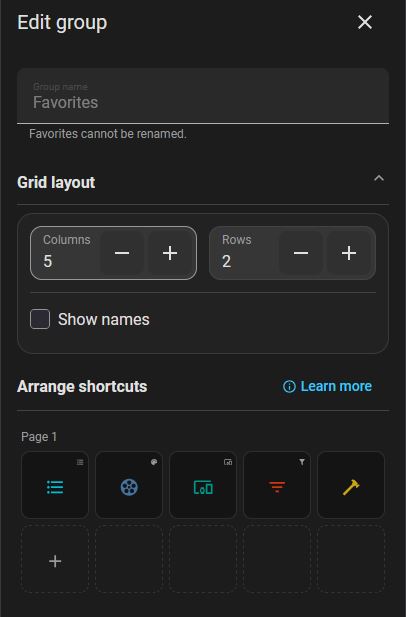 Edit group
Group name
Favorites
Favorites cannot be renamed.
Grid layout
Columns
5
Rows
2
Show names
Arrange shortcuts
Learn more
Page 1